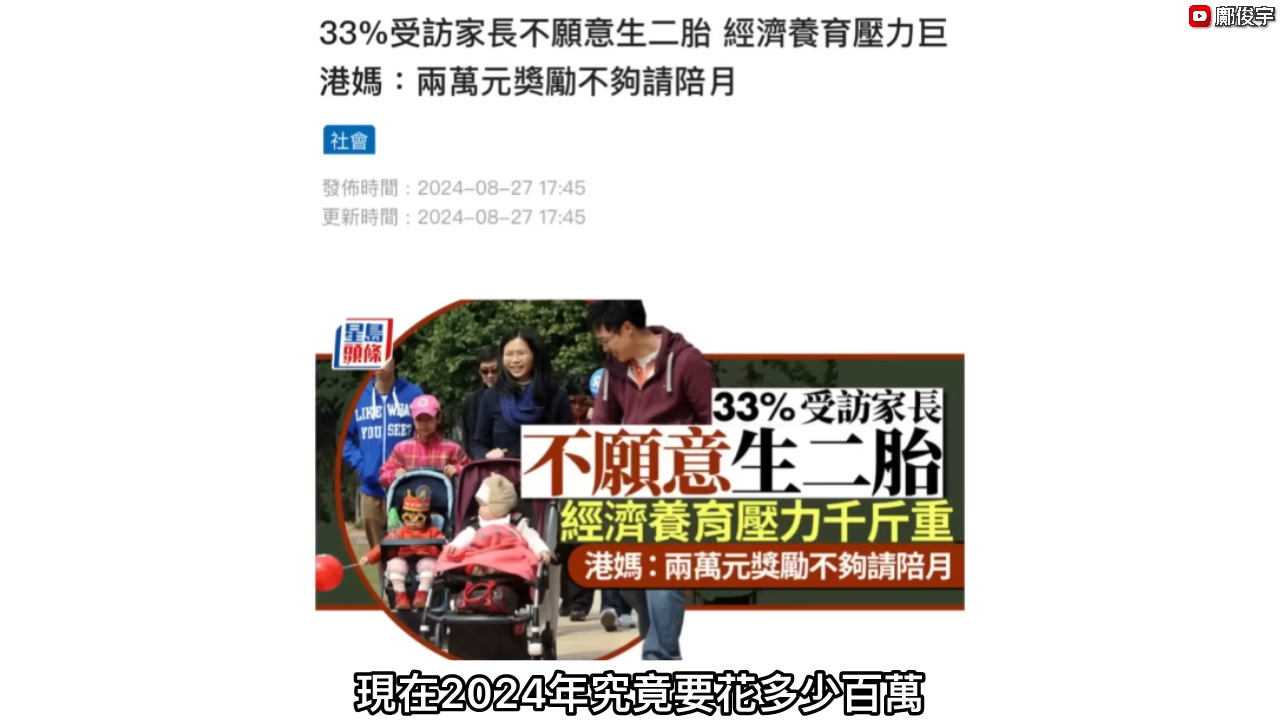 鄺俊宇
33%受訪家長不願意生二胎 經濟養育壓力巨
港媽：兩萬元獎勵不夠請陪月
社會
發佈時間：2024-08-27 17:45
更新時間：2024-08-27 17:45
星島
頭條
LIKE WHA
YOU SEE?
33%受訪家長
不願意生二胎
經濟養育壓力千斤重
港媽：兩萬元獎勵不夠請陪月
現在2024年究竟要花多少百萬